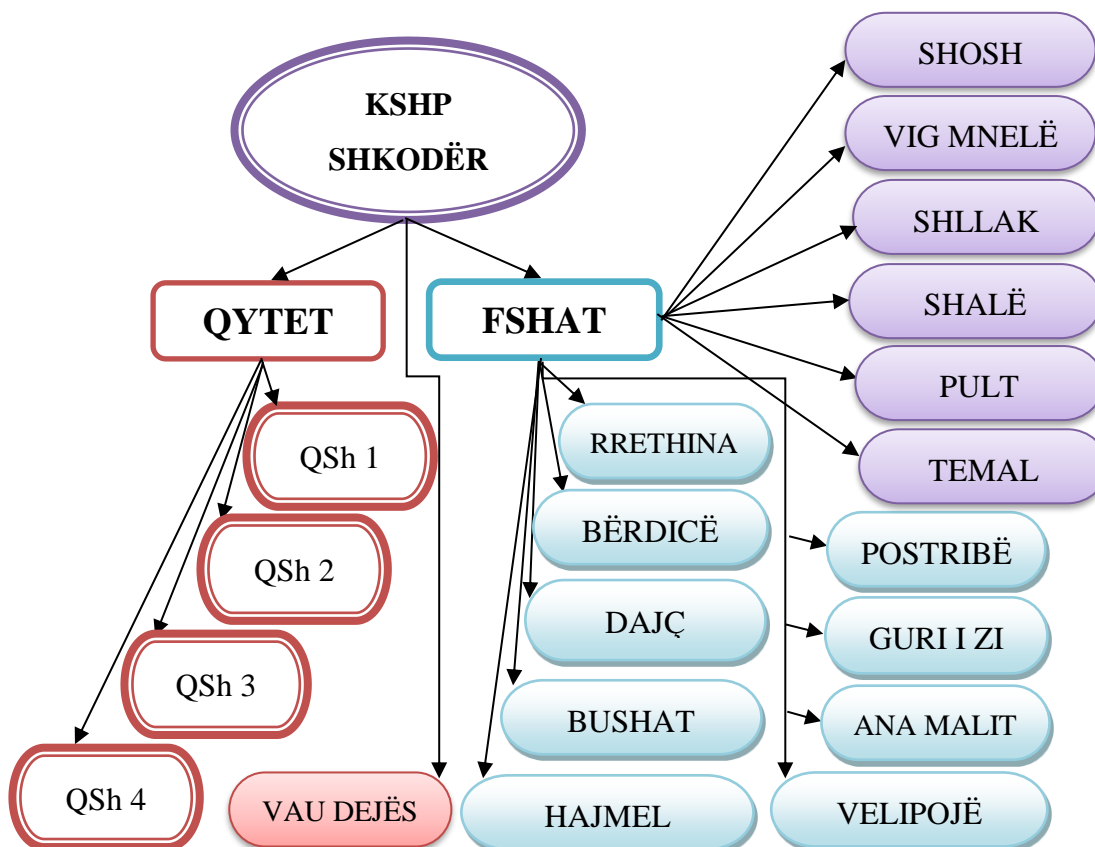 KSHP
SHKODËR
QYTET
FSHAT
SHOSH
VIG MNELË
SHLLAK
SHALË
PULT
TEMAL
QSh 1
QSh 2
QSh 3
QSh 4
VAU DEJËS
RRETHINA
BËRDICË
DAJÇ
BUSHAT
HAJMEL
POSTRIBË
GURI I ZI
ANA MALIT
VELIPOJË